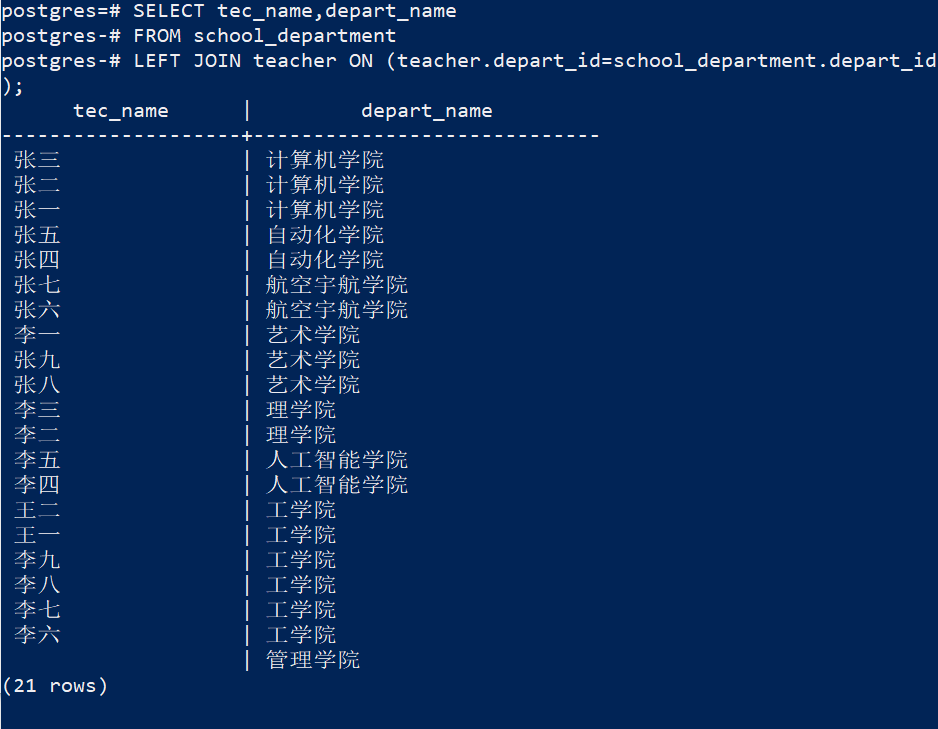 postgres=# SELECT tec_name,depart_name
postgres-# FROM school_department
postgres-# LEFT JOIN teacher ON (teacher.depart_id=school_department.depart_id
);
tec_name | depart_name
--------------------+-----------------------------
张三 | 计算机学院
张二 | 计算机学院
张一 | 计算机学院
张五 | 自动化学院
张四 | 自动化学院
张七 | 航空宇航学院
张六 | 航空宇航学院
李一 | 艺术学院
张九 | 艺术学院
张八 | 艺术学院
李三 | 理学院
李二 | 理学院
李五 | 人工智能学院
李四 | 人工智能学院
王二 | 工学院
王一 | 工学院
李九 | 工学院
李八 | 工学院
李七 | 工学院
李六 | 工学院
| 管理学院
(21 rows)